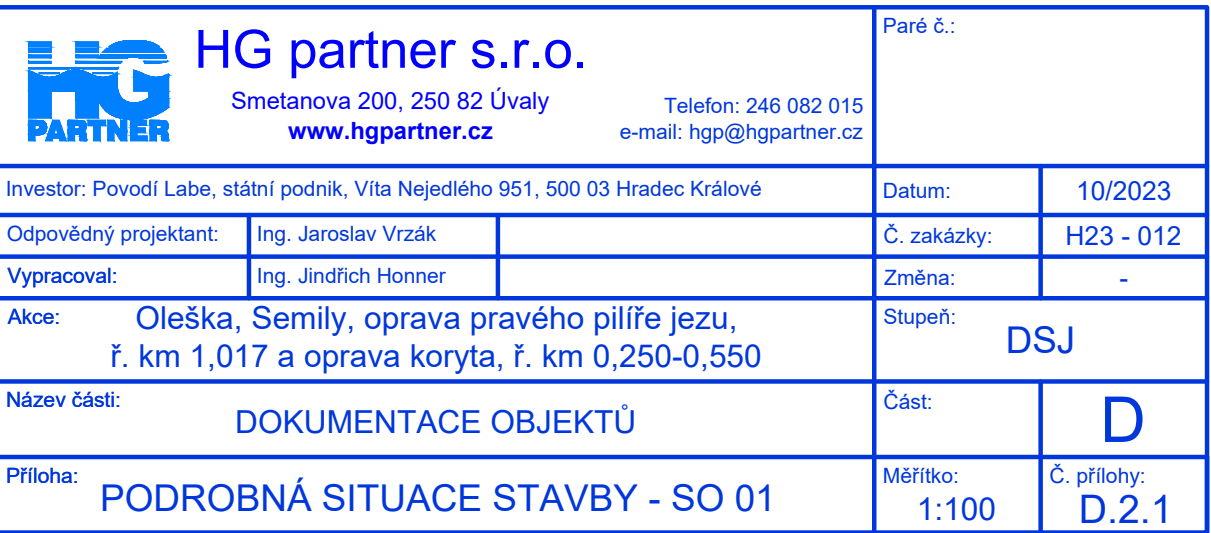 HG
PARTNER
HG partner s.r.o.
Smetanova 200, 250 82 Úvaly
www.hgpartner.cz
Telefon: 246 082 015
e-mail: hgp@hgpartner.cz
Paré č.:
Investor: Povodí Labe, státní podnik, Víta Nejedlého 951, 500 03 Hradec Králové
Datum:
10/2023
Odpovědný projektant:
Ing. Jaroslav Vrzák
Č. zakázky:
H23 - 012
Vypracoval:
Ing. Jindřich Honner
Změna:
-
Akce:
Oleška, Semily, oprava pravého pilíře jezu,
ř. km 1,017 a oprava koryta, ř. km 0,250-0,550
Stupeň:
DSJ
Název části:
DOKUMENTACE OBJEKTŮ
Část:
D
Příloha:
PODROBNÁ SITUACE STAVBY - SO 01
Měřítko:
1:100
Č. přílohy:
D.2.1